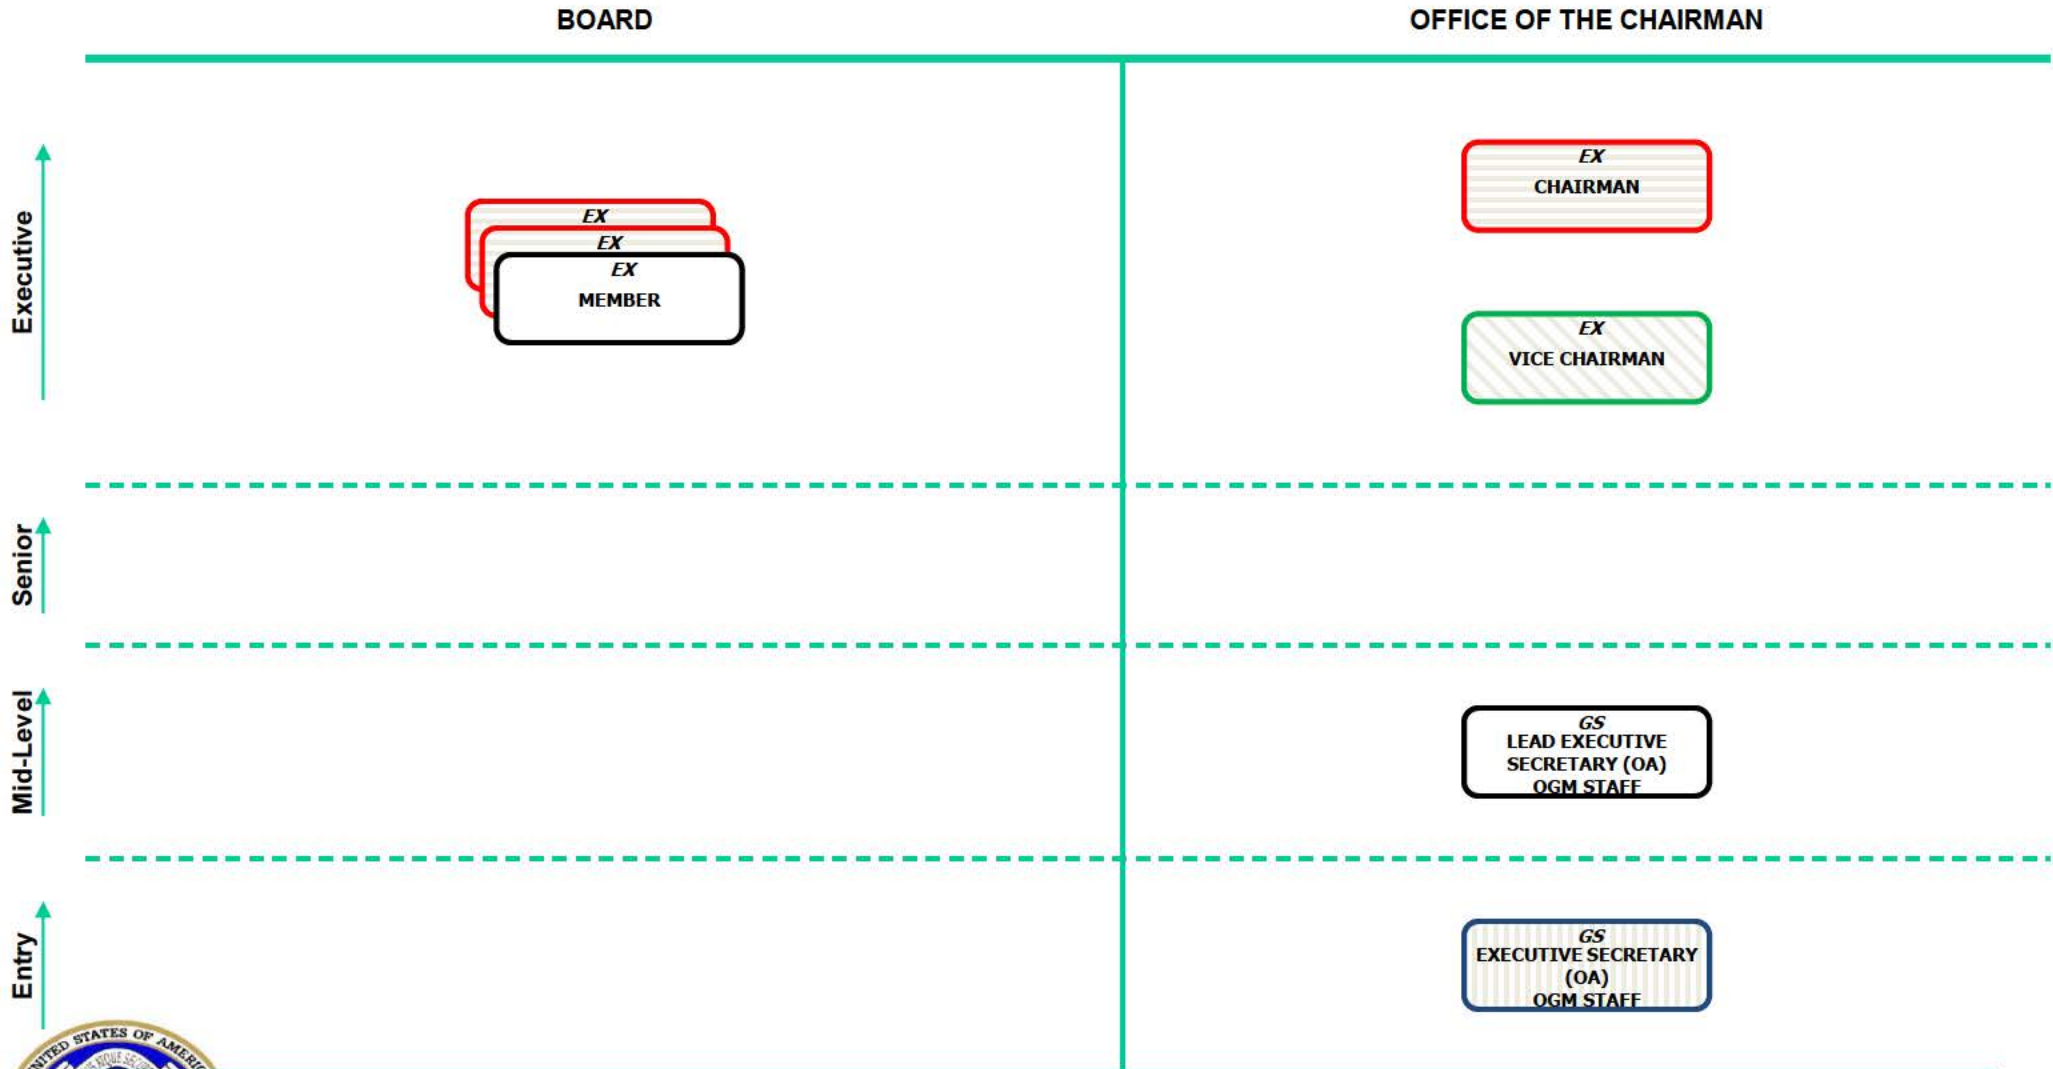 BOARD
OFFICE OF THE CHAIRMAN
Executive
EX
EX
EX
MEMBER
EX
CHAIRMAN
EX
VICE CHAIRMAN
Senior
Mid-Level
GS
LEAD EXECUTIVE
SECRETARY (OA)
OGM STAFF
Entry
GS
EXECUTIVE SECRETARY
(OA)
OGM STAFF
UNITED STATES OF